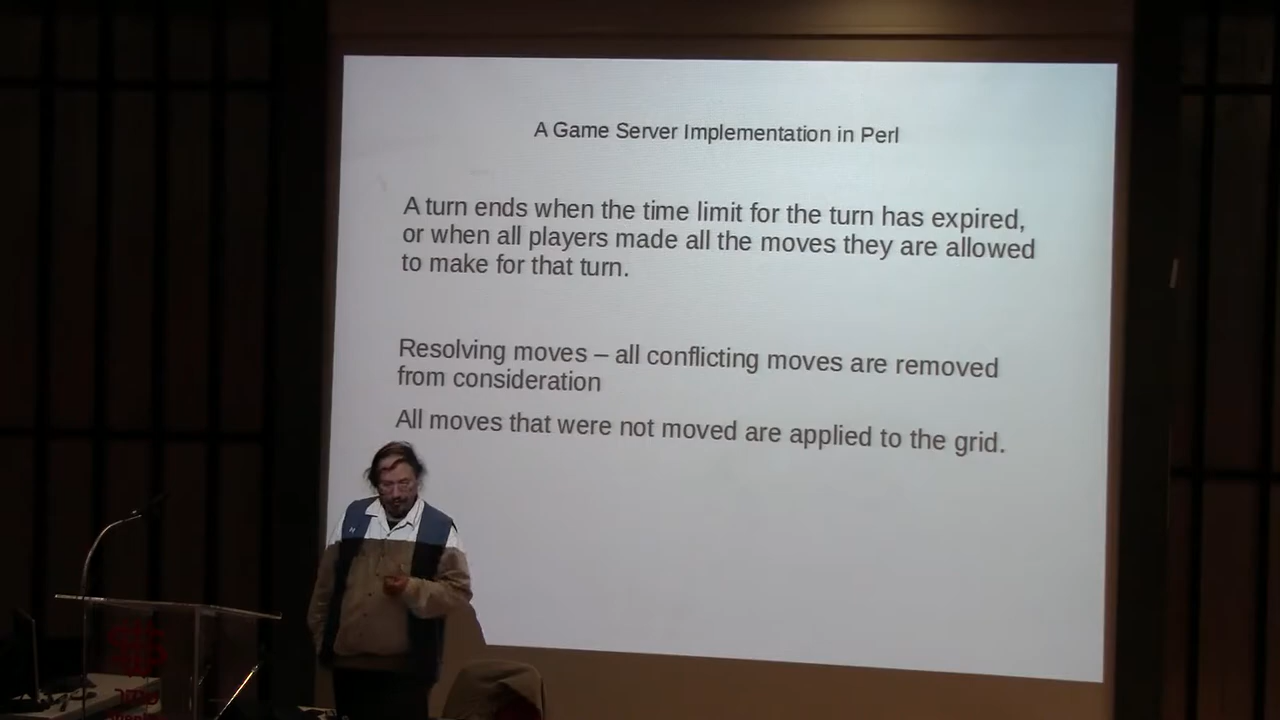 A Game Server Implementation in Perl
A turn ends when the time limit for the turn has expired,
or when all players made all the moves they are allowed
to make for that turn.
Resolving moves – all conflicting moves are removed
from consideration
All moves that were not moved are applied to the grid.